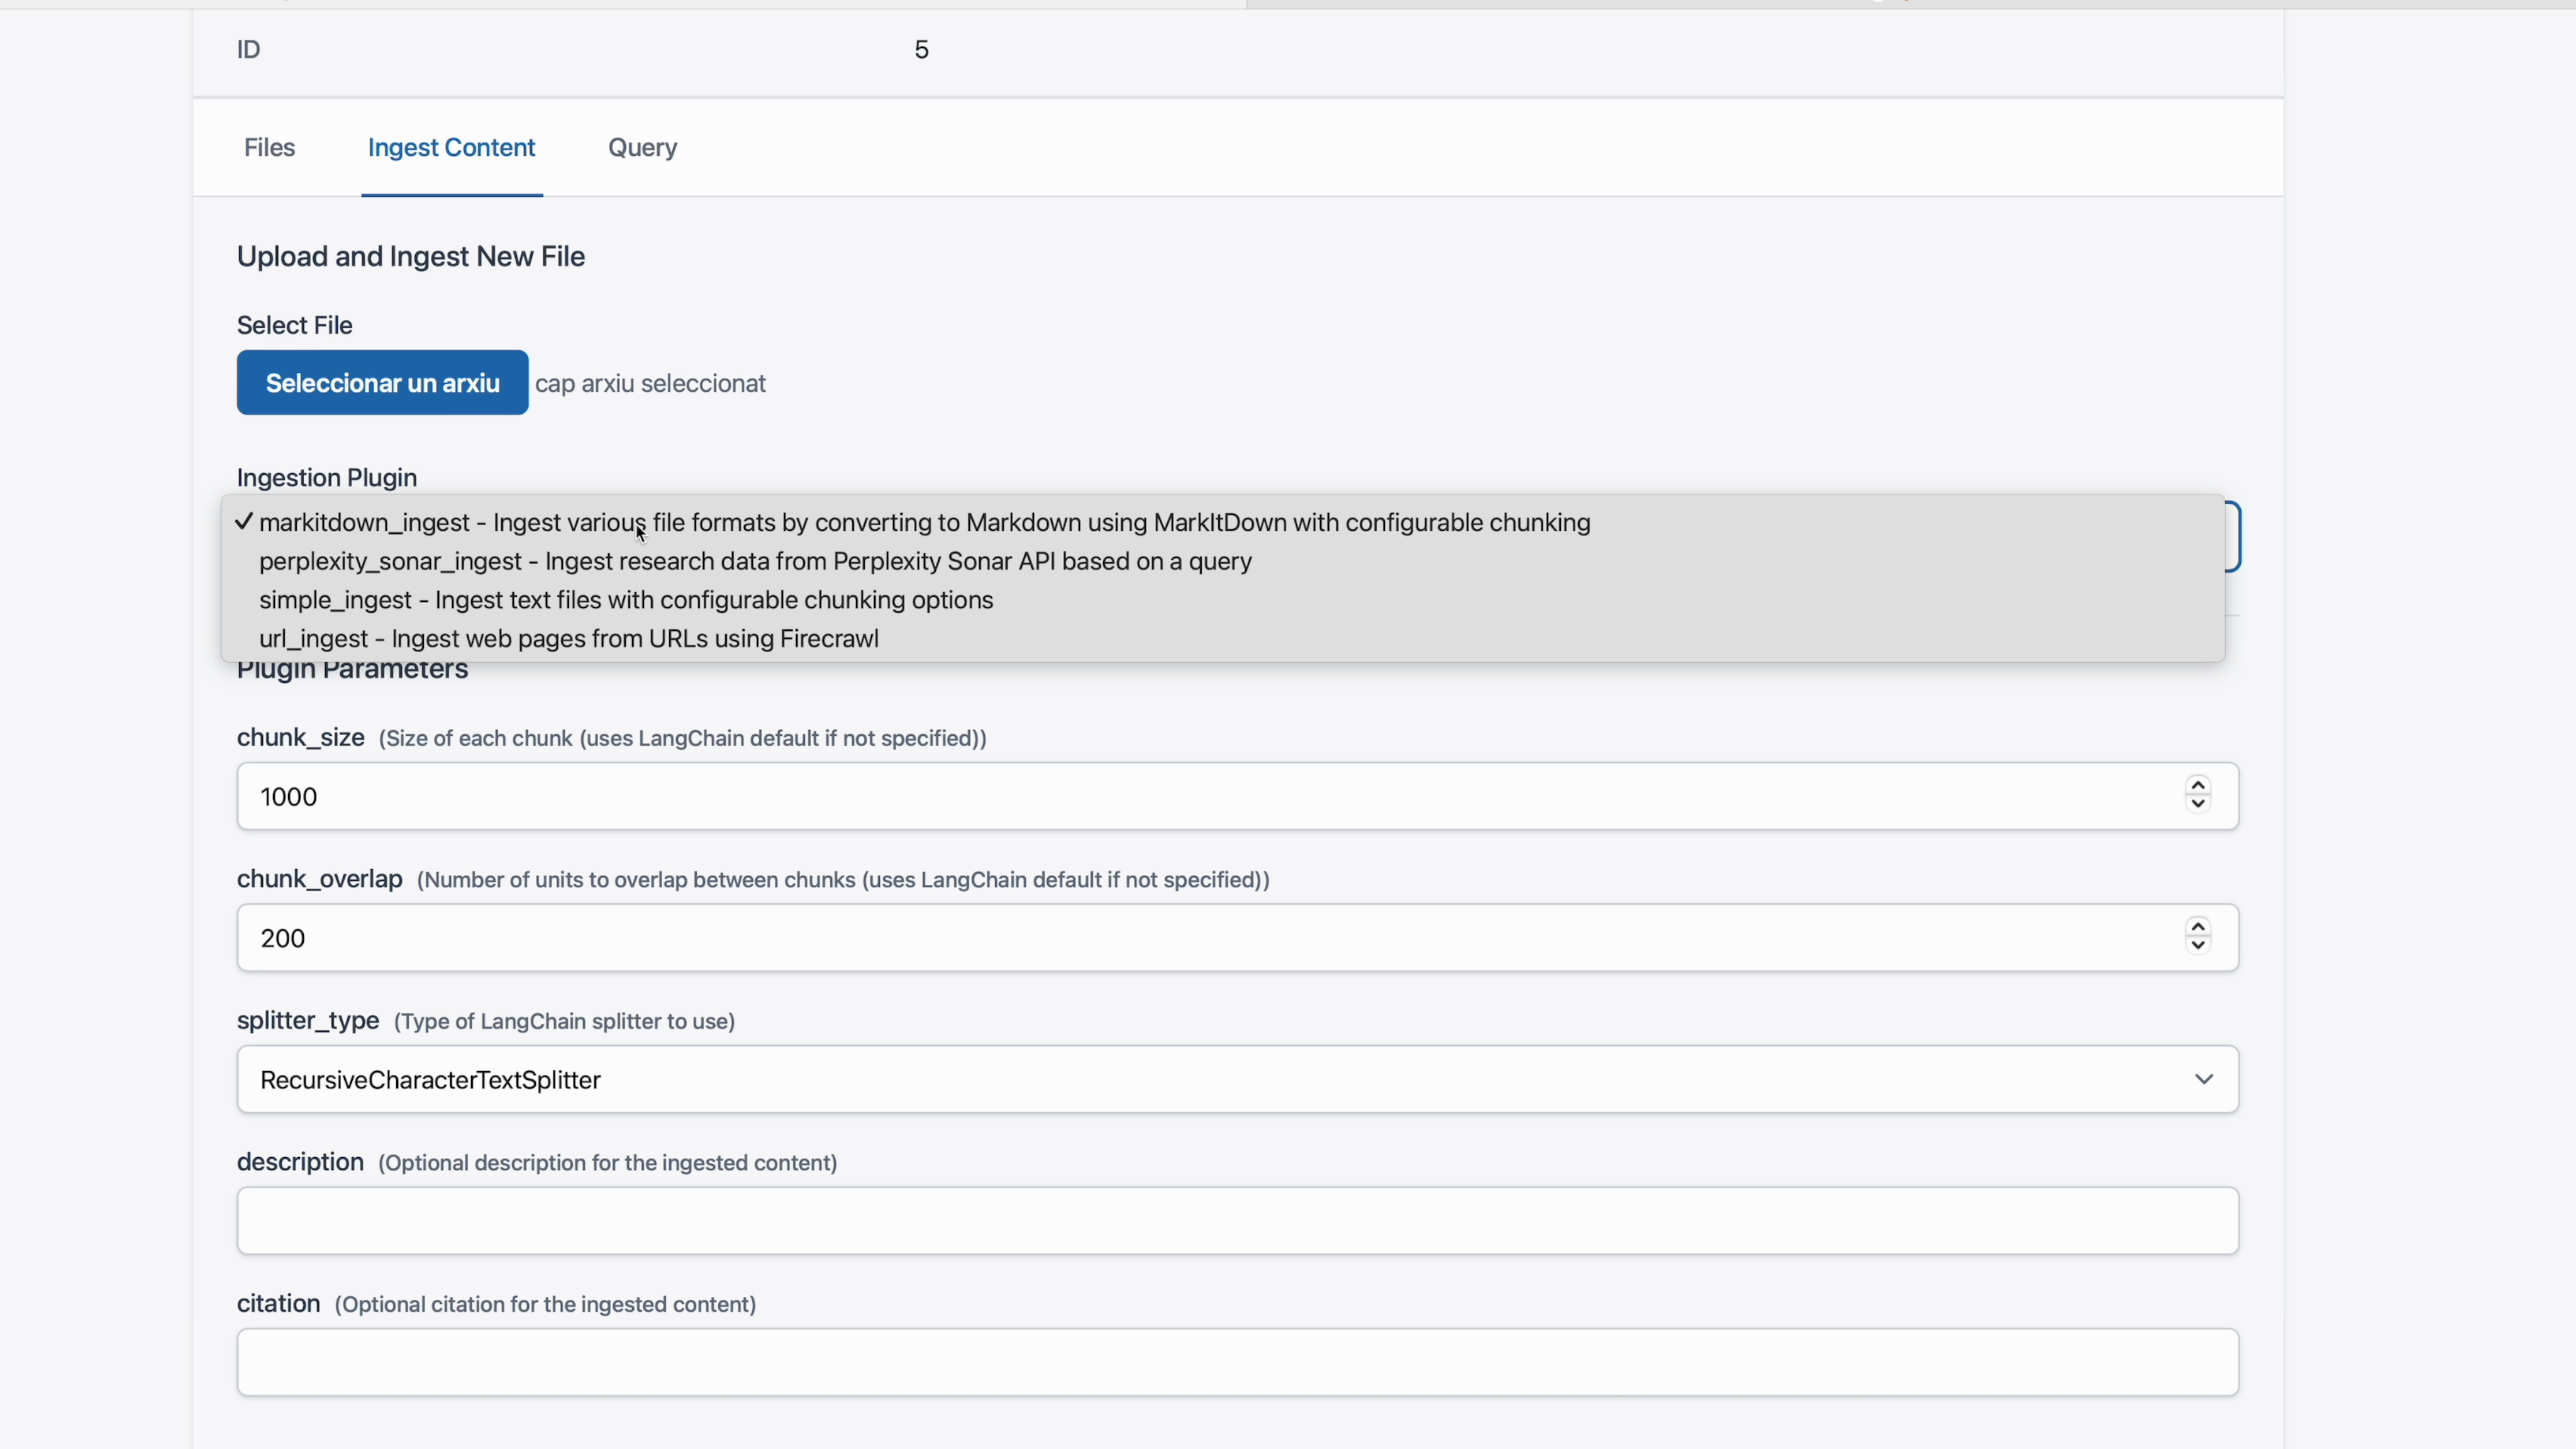 ID 5
Files Ingest Content Query
Upload and Ingest New File
Select File
Seleccionar un arxiu cap arxiu seleccionat
Ingestion Plugin
✓ markitdown_ingest - Ingest various file formats by converting to Markdown using MarkItDown with configurable chunking
perplexity_sonar_ingest - Ingest research data from Perplexity Sonar API based on a query
simple_ingest - Ingest text files with configurable chunking options
url_ingest - Ingest web pages from URLs using Firecrawl
Plugin Parameters
chunk_size (Size of each chunk (uses LangChain default if not specified))
1000
chunk_overlap (Number of units to overlap between chunks (uses LangChain default if not specified))
200
splitter_type (Type of LangChain splitter to use)
RecursiveCharacterTextSplitter
description (Optional description for the ingested content)
citation (Optional citation for the ingested content)